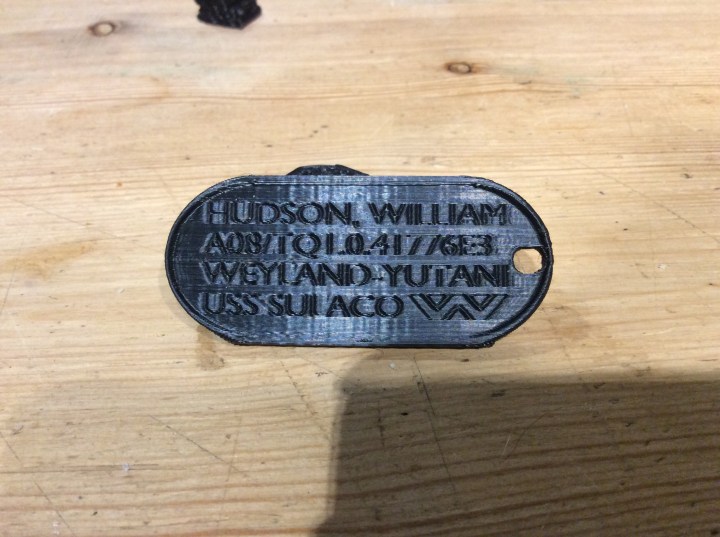 HUDSON, WILLIAM
A08/TQ1.0.41776E3
WEYLAND-YUTANI
USS SULACO